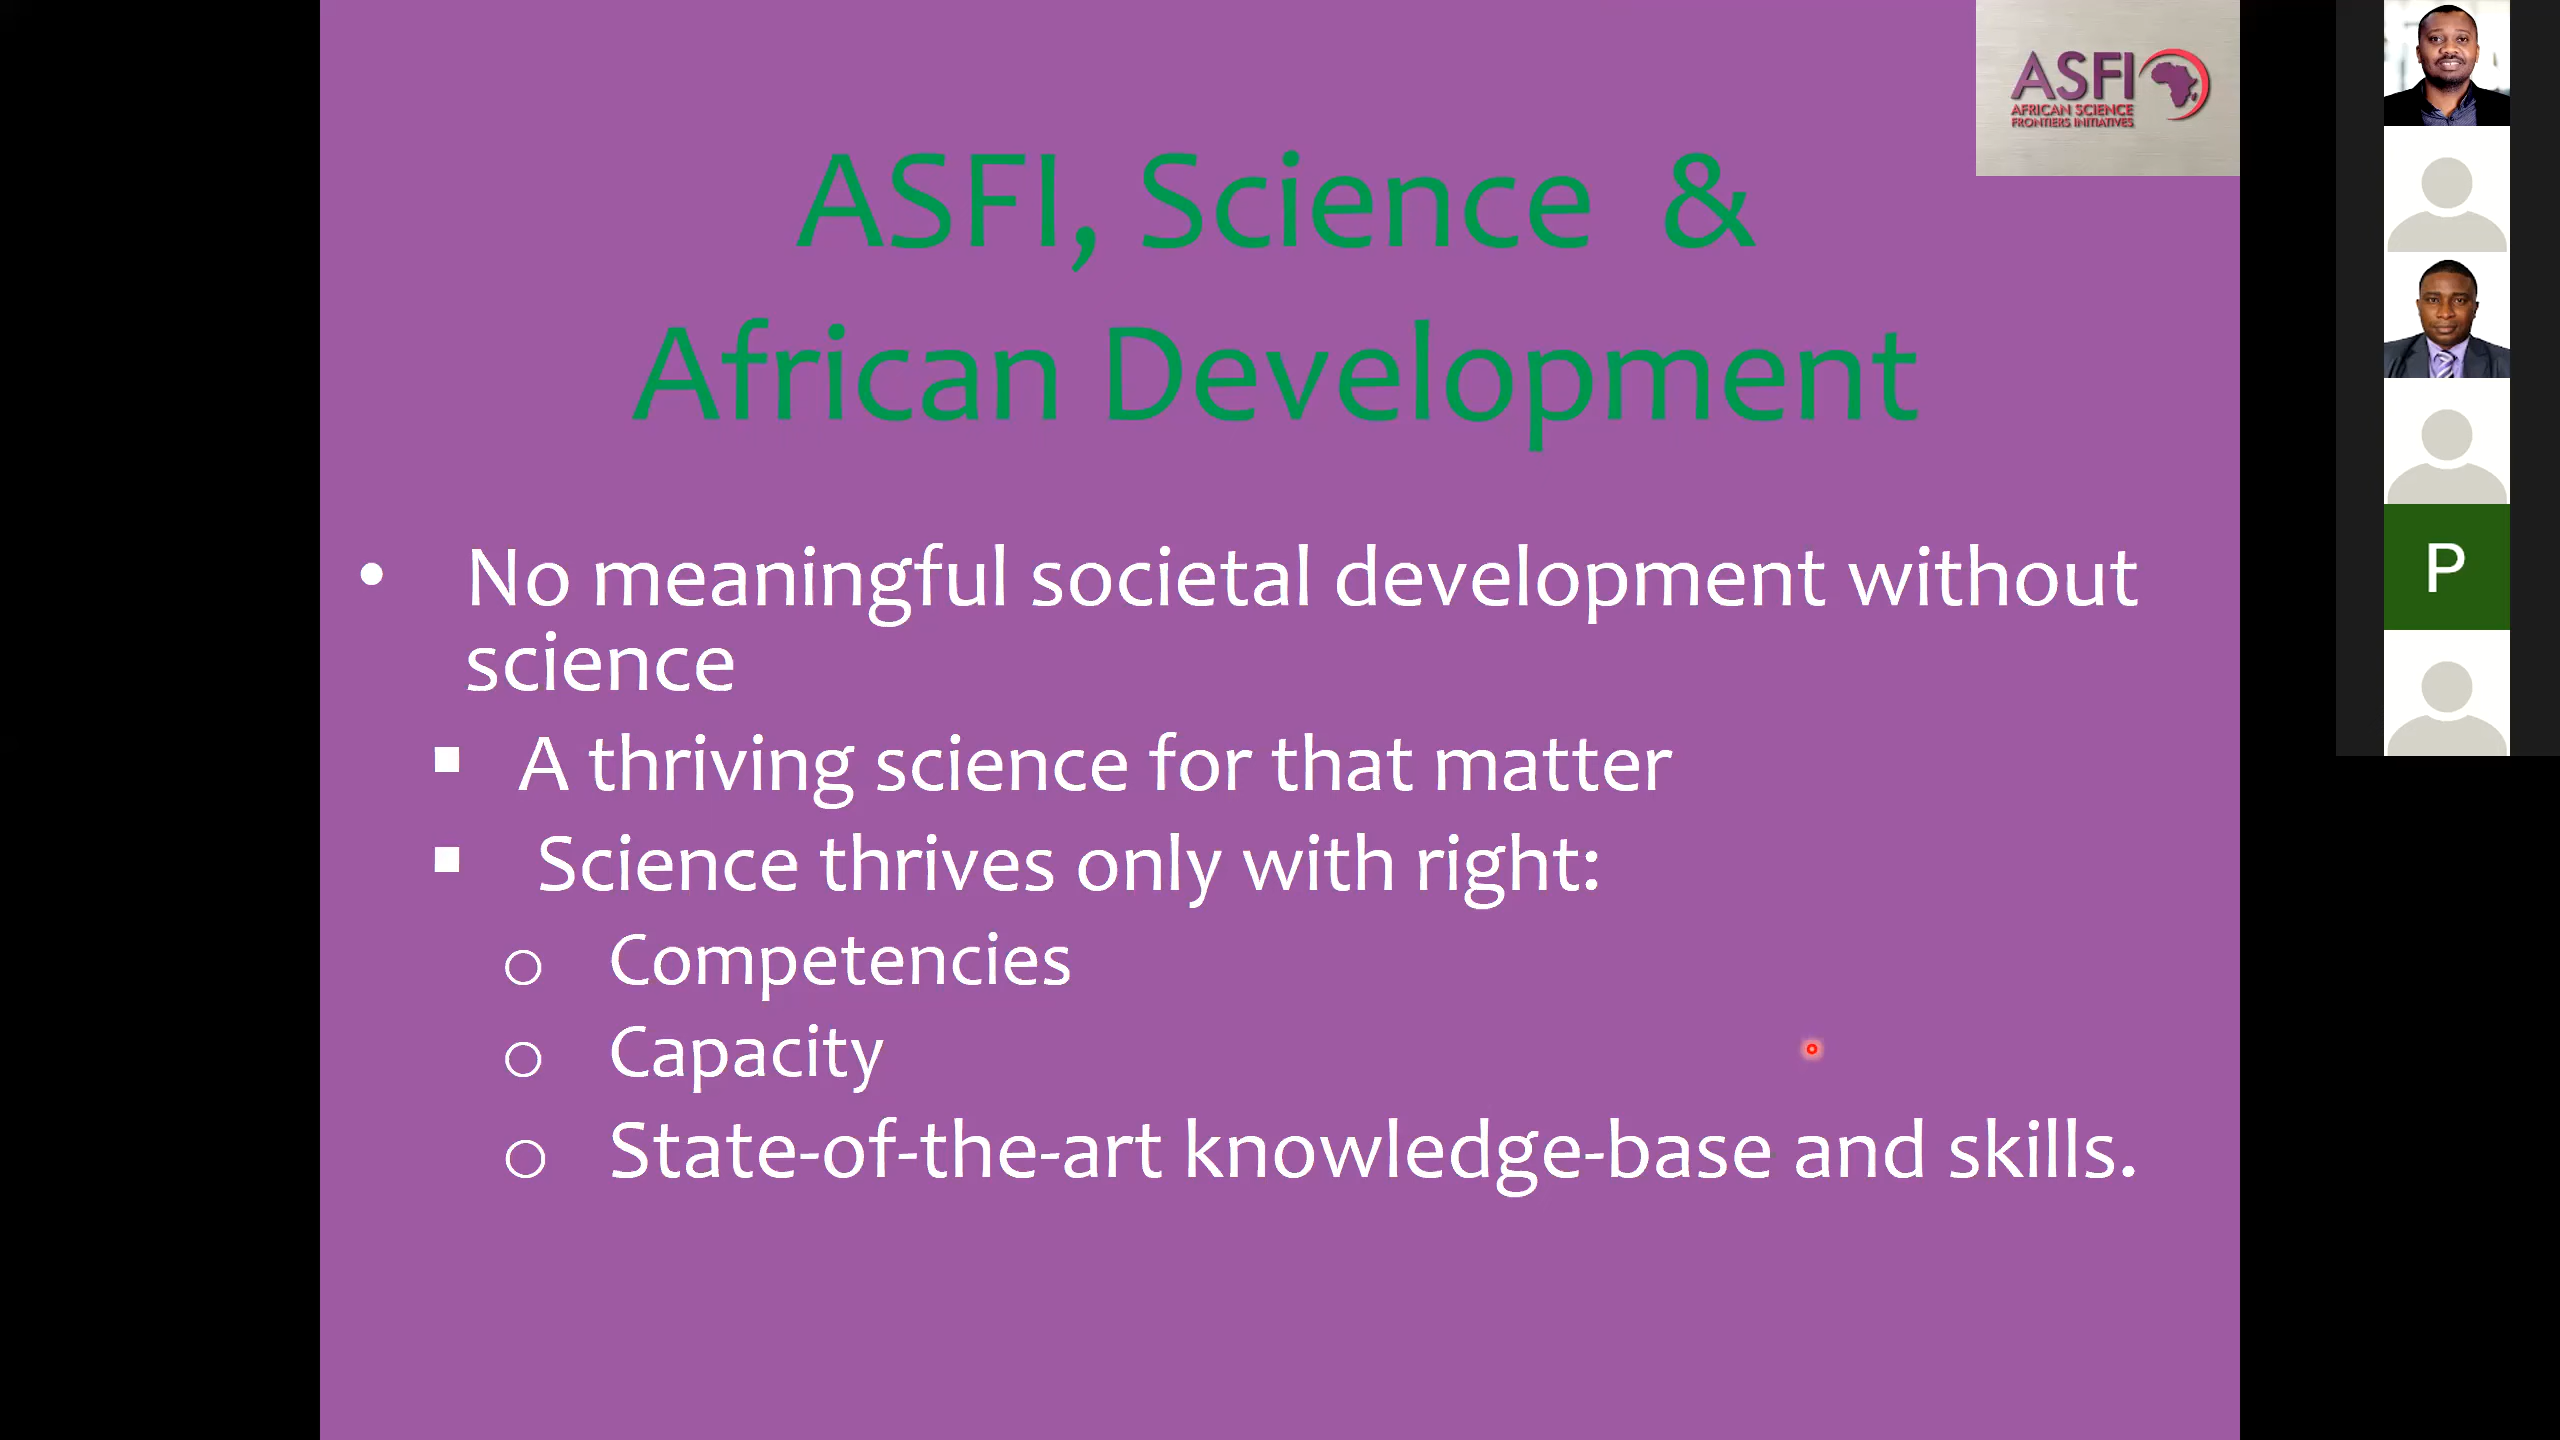 ASFI
AFRICAN SCIENCE
FRONTIERS INITIATIVES
ASFI, Science &
African Development
• No meaningful societal development without
science
▪ A thriving science for that matter
▪ Science thrives only with right:
o Competencies
o Capacity
o State-of-the-art knowledge-base and skills.
P